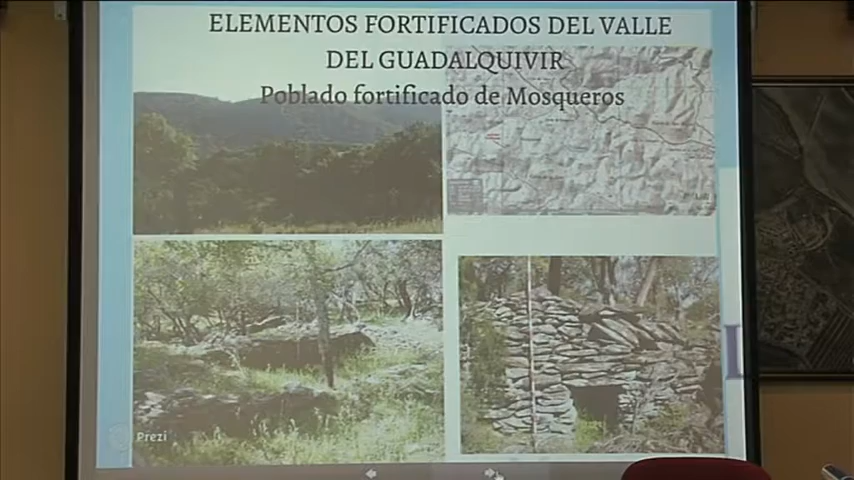 ELEMENTOS FORTIFICADOS DEL VALLE
DEL GUADALQUIVIR
Poblado fortificado de Mosqueros
Prezi